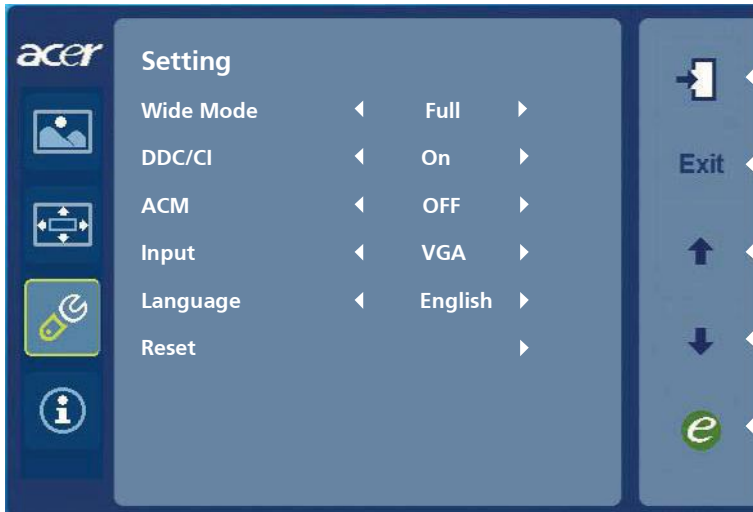 acer
Setting
Wide Mode Full
DDC/CI On
ACM OFF
Input VGA
Language English
Reset
Exit
e